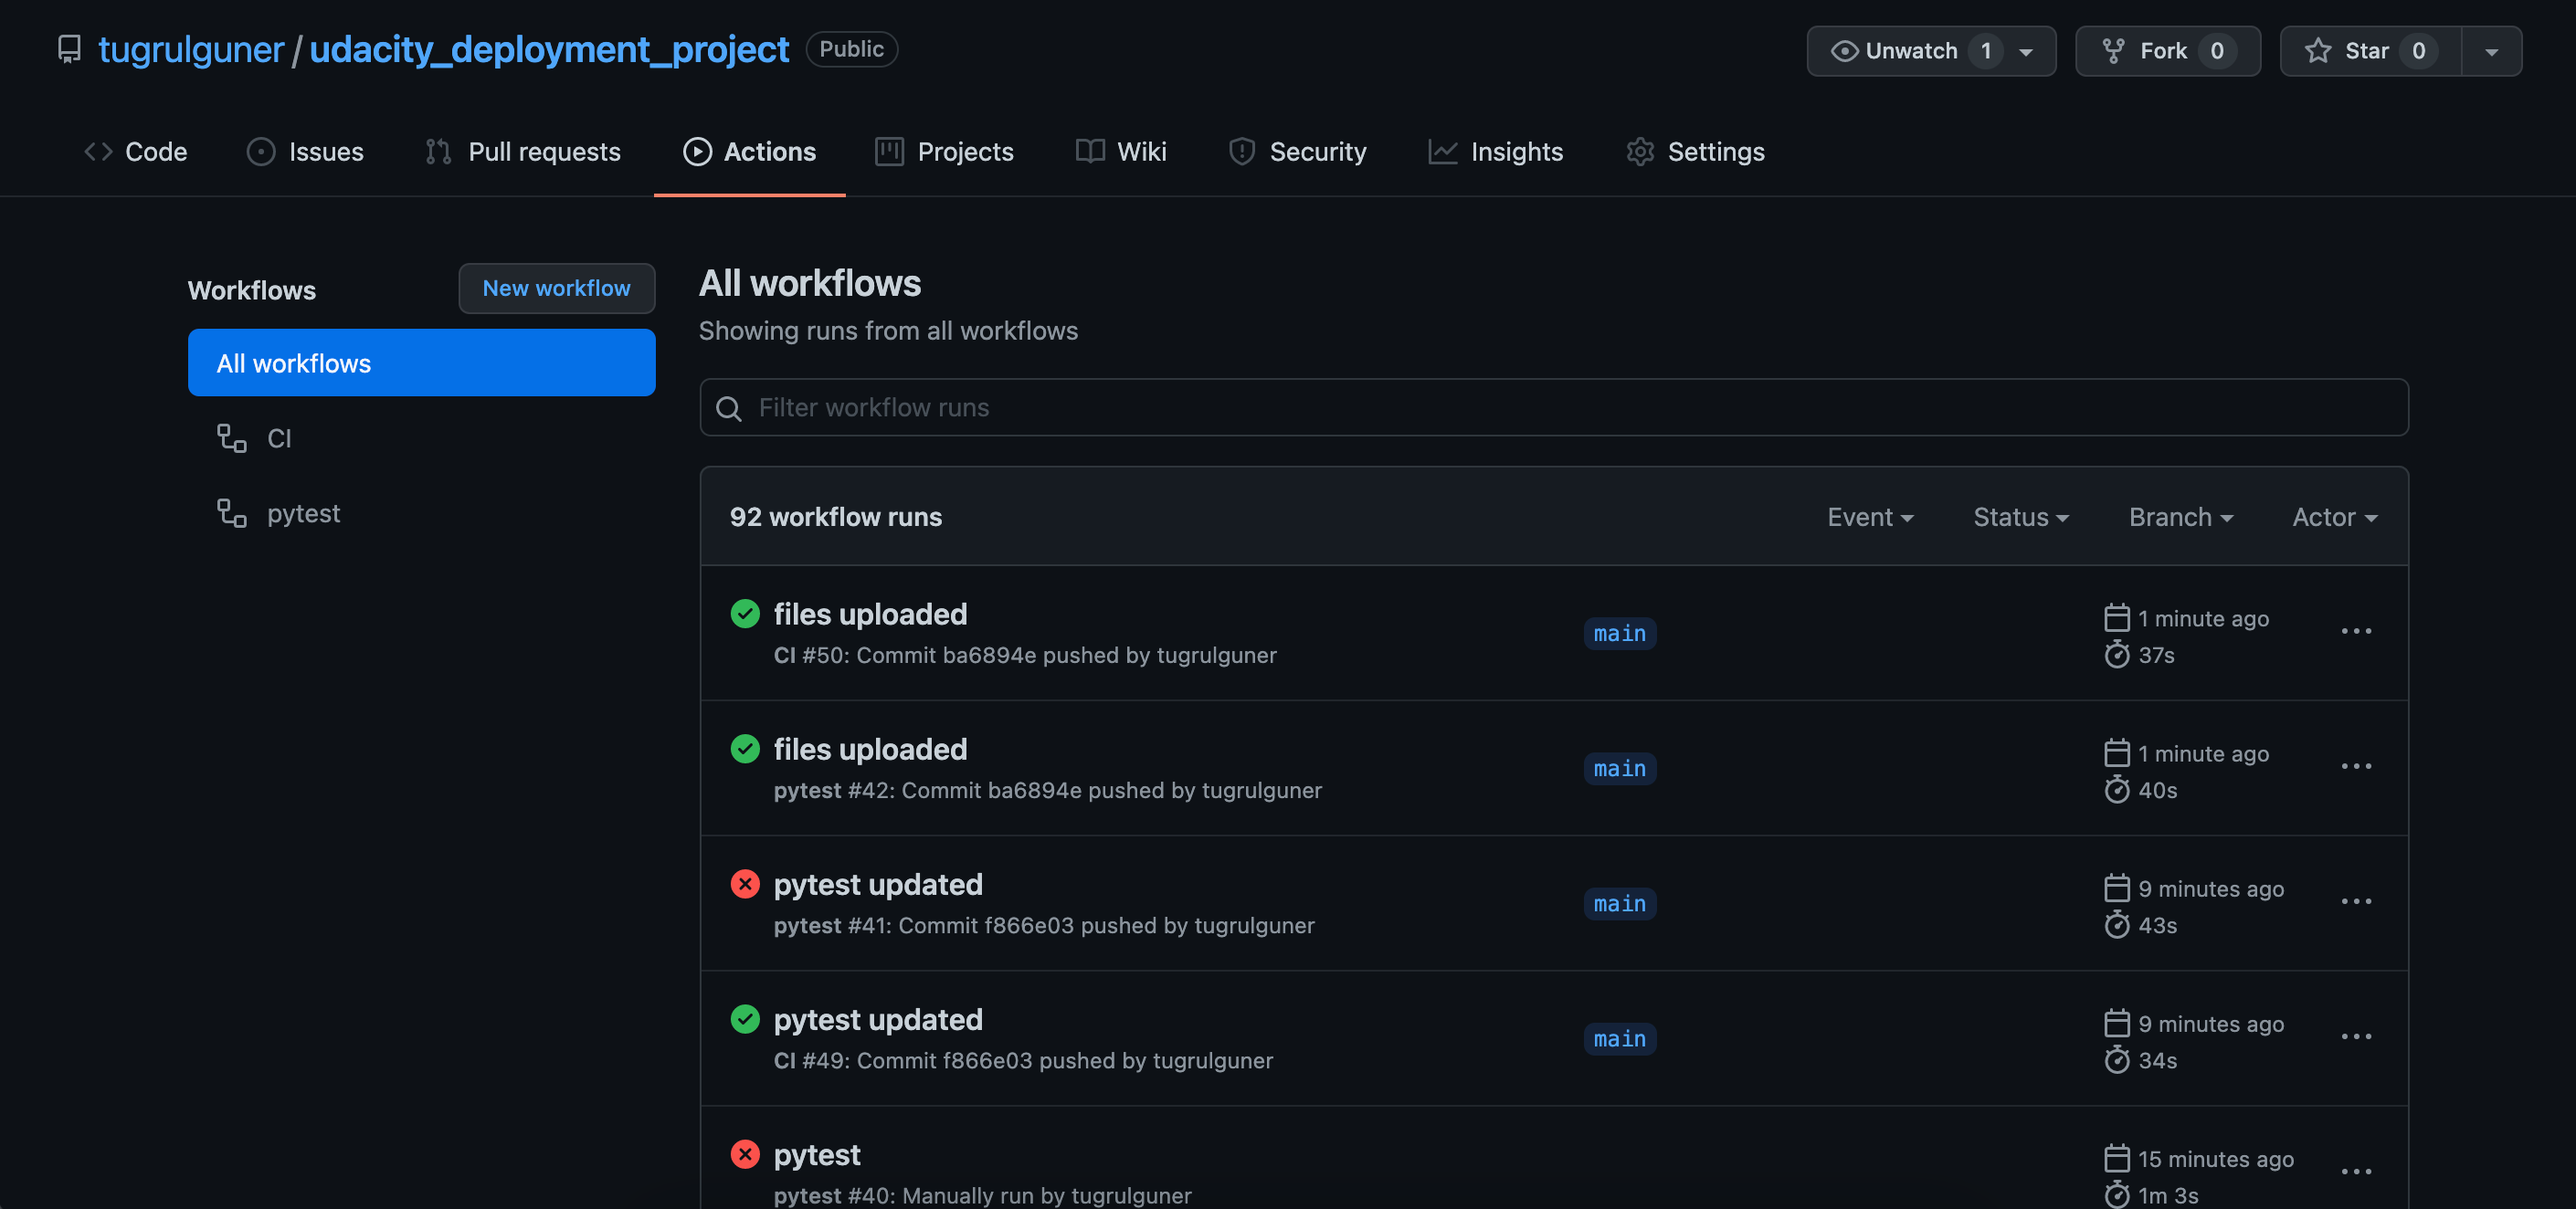 tugrulguner / udacity_deployment_project Public
Unwatch 1 Fork 0 Star 0
Code Issues Pull requests Actions Projects Wiki Security Insights Settings
Workflows
New workflow
All workflows
CI
pytest
All workflows
Showing runs from all workflows
Filter workflow runs
92 workflow runs Event Status Branch Actor
files uploaded
CI #50: Commit ba6894e pushed by tugrulguner
main
1 minute ago
37s
files uploaded
pytest #42: Commit ba6894e pushed by tugrulguner
main
1 minute ago
40s
pytest updated
pytest #41: Commit f866e03 pushed by tugrulguner
main
9 minutes ago
43s
pytest updated
CI #49: Commit f866e03 pushed by tugrulguner
main
9 minutes ago
34s
pytest
pytest #40: Manually run by tugrulguner
15 minutes ago
1m 3s